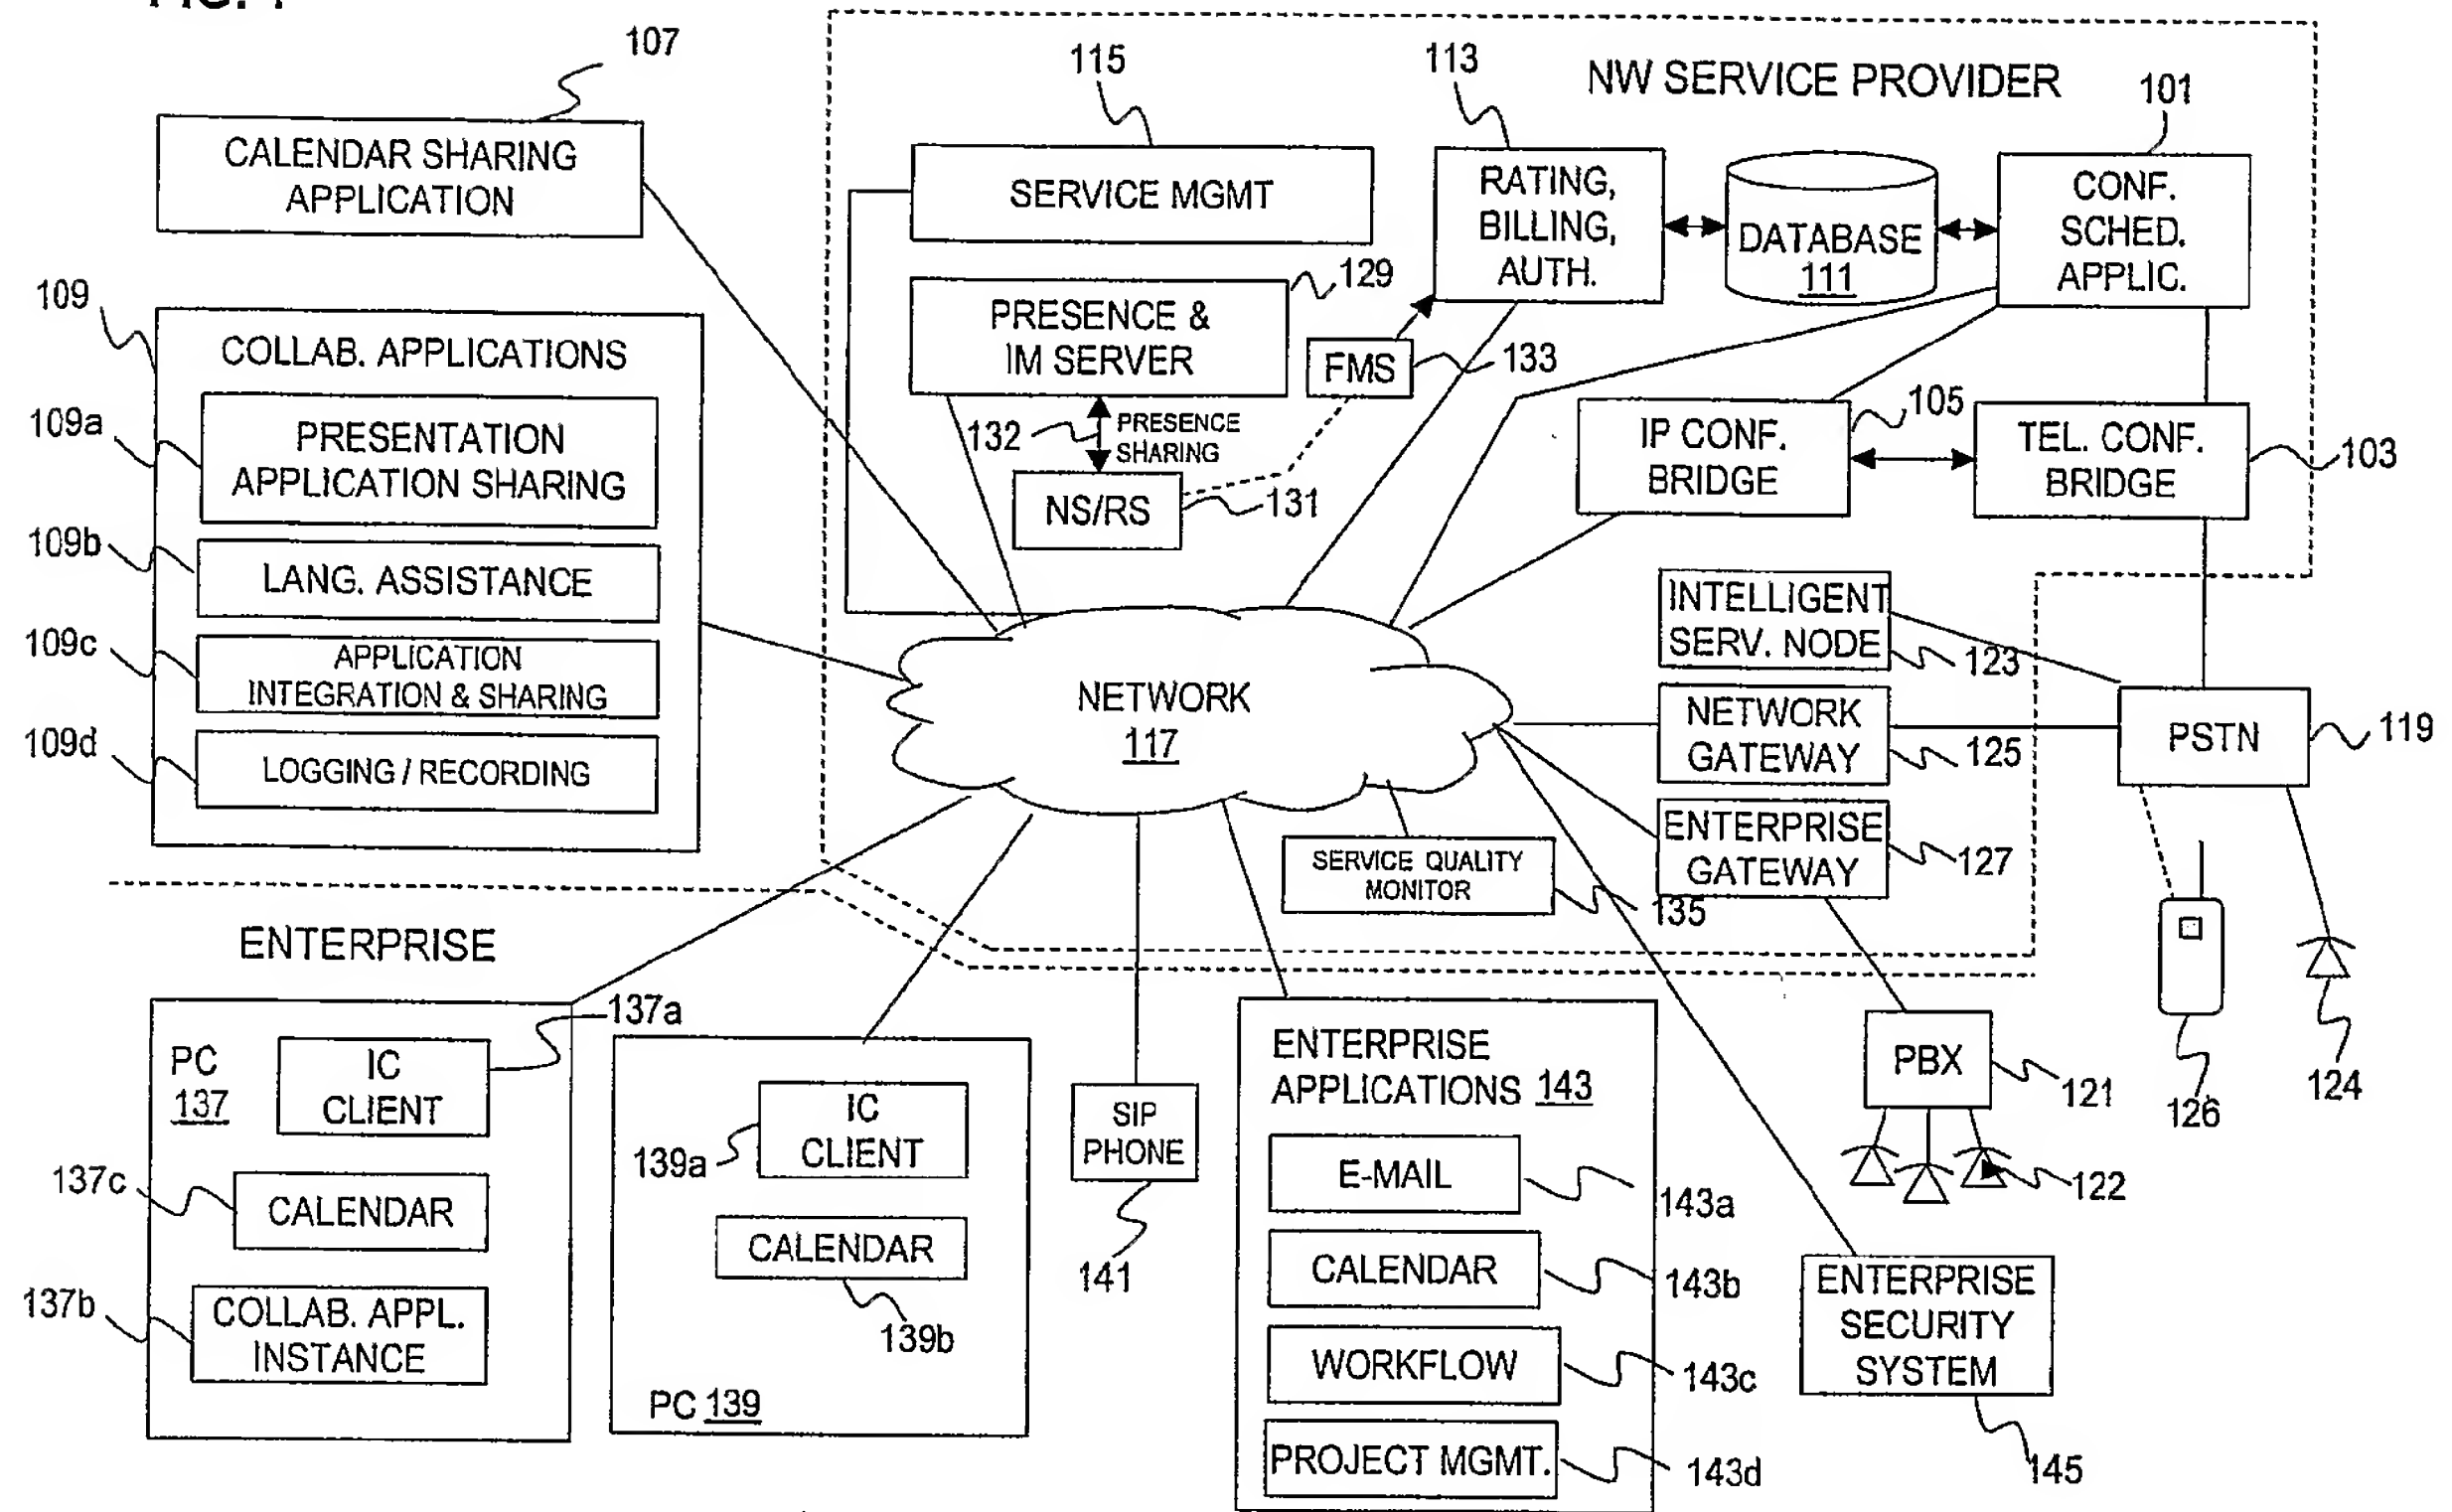 107
CALENDAR SHARING
APPLICATION
109
COLLAB. APPLICATIONS
109a
PRESENTATION
APPLICATION SHARING
109b
LANG. ASSISTANCE
109c
APPLICATION
INTEGRATION & SHARING
109d
LOGGING / RECORDING
NW SERVICE PROVIDER
115
SERVICE MGMT
113
RATING,
BILLING,
AUTH.
DATABASE
111
101
CONF.
SCHED.
APPLIC.
129
PRESENCE &
IM SERVER
FMS
133
132
PRESENCE
SHARING
NS/RS
131
105
IP CONF.
BRIDGE
TEL. CONF.
BRIDGE
103
INTELLIGENT
SERV. NODE
123
NETWORK
117
NETWORK
GATEWAY
125
PSTN
119
ENTERPRISE
GATEWAY
127
SERVICE QUALITY
MONITOR
135
126
124
ENTERPRISE
PC
137
137a
IC
CLIENT
137c
CALENDAR
137b
COLLAB. APPL.
INSTANCE
139a
IC
CLIENT
CALENDAR
139b
PC 139
SIP
PHONE
141
ENTERPRISE
APPLICATIONS 143
E-MAIL
143a
CALENDAR
143b
WORKFLOW
143c
PROJECT MGMT.
143d
PBX
121
122
ENTERPRISE
SECURITY
SYSTEM
145